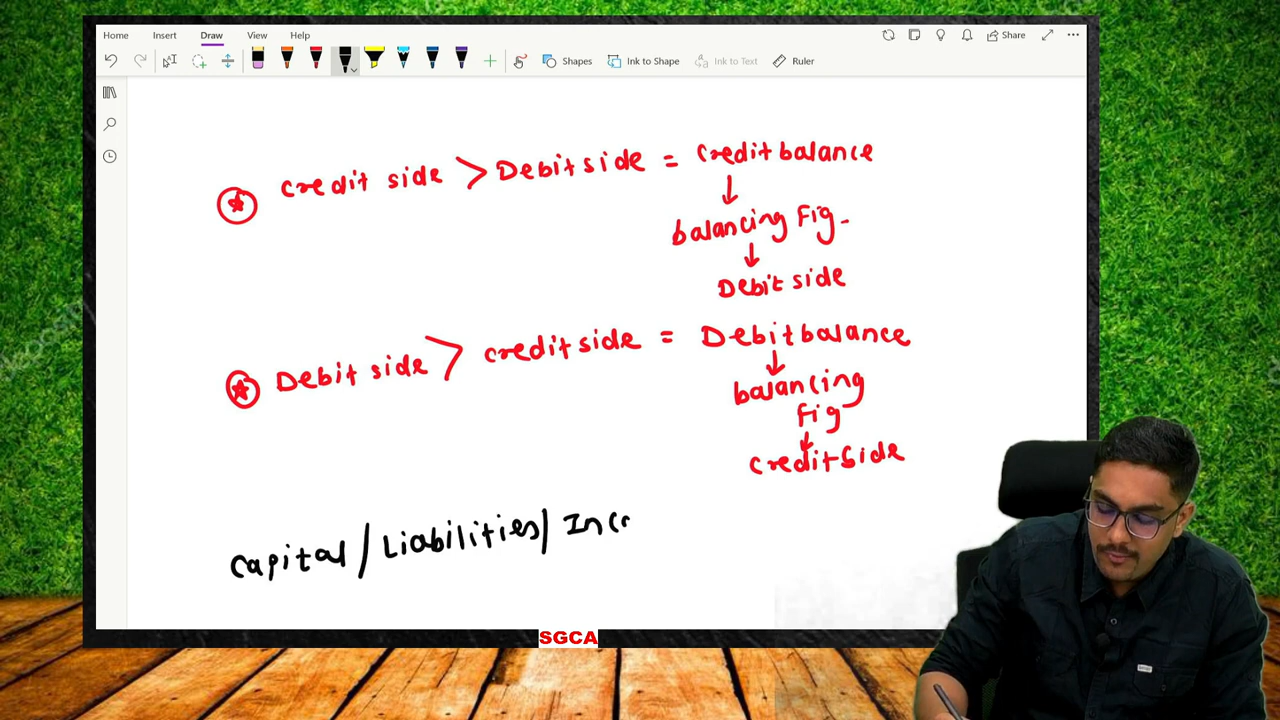 Home Insert Draw View Help
Share
Shapes Ink to Shape Ink to Text Ruler
credit side > Debit side = credit balance
balancing Fig.
Debit side
Debit side > credit side = Debit balance
balancing
Fig
credit side
capital / Liabilities / Inco
SGCA